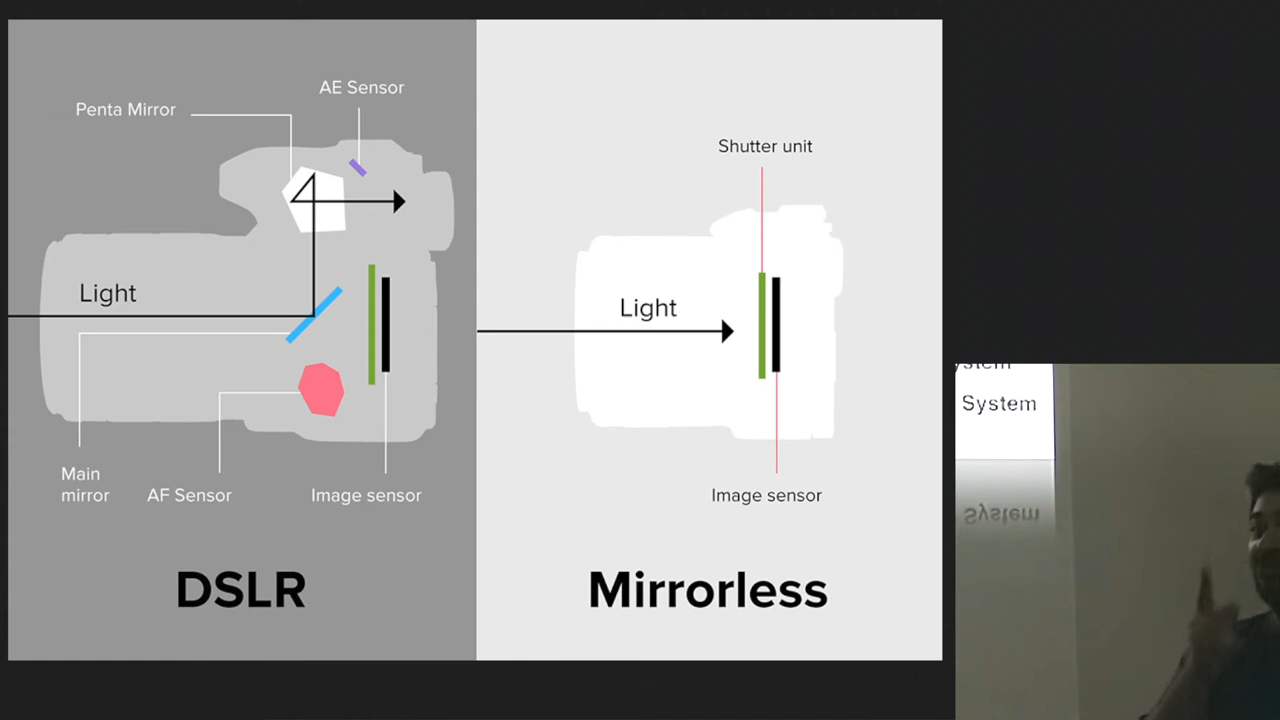 AE Sensor
Penta Mirror
Light
Main
mirror
AF Sensor
Image sensor
DSLR
Shutter unit
Light
Image sensor
Mirrorless
System
System